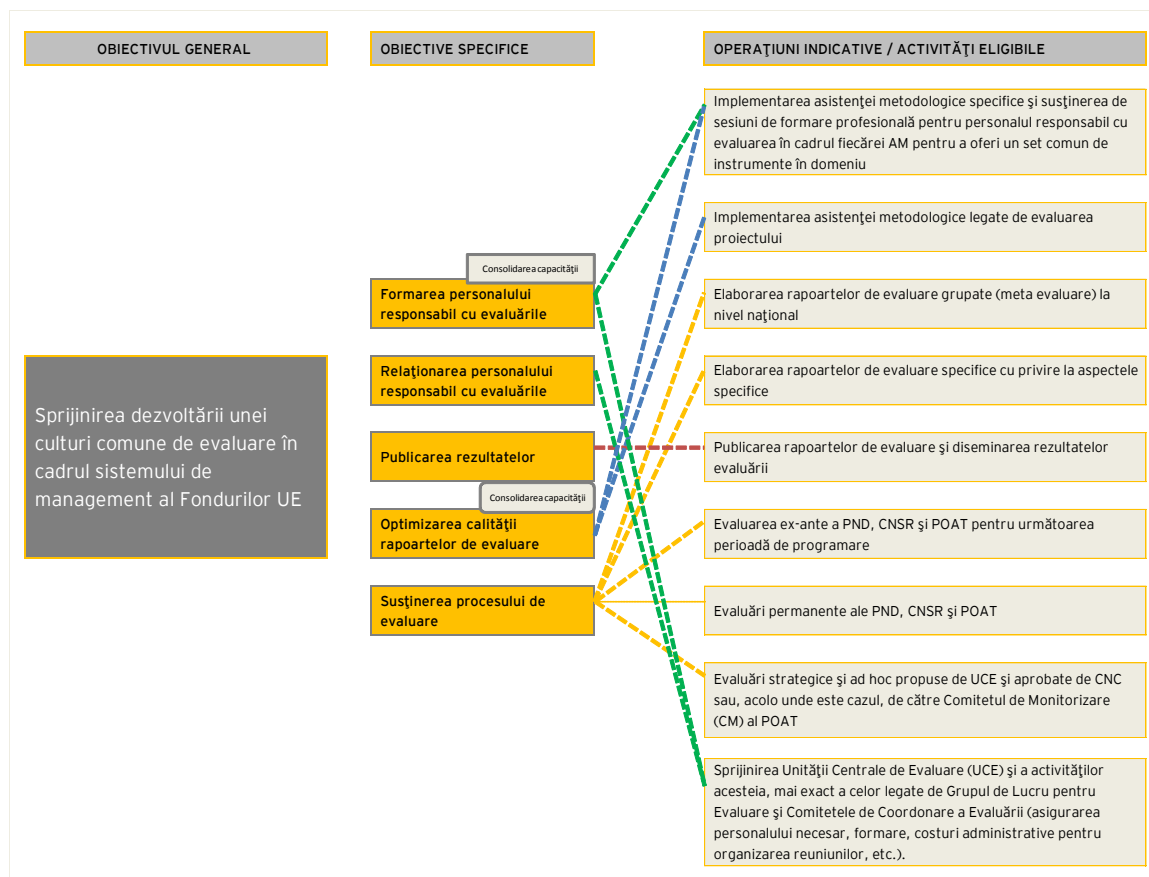 OBIECTIVUL GENERAL
OBIECTIVE SPECIFICE
OPERAŢIUNI INDICATIVE / ACTIVITĂŢI ELIGIBILE
Sprijinirea dezvoltării unei
culturi comune de evaluare în
cadrul sistemului de
management al Fondurilor UE
Consolidarea capacităţii
Formarea personalului
responsabil cu evaluările
Relaţionarea personalului
responsabil cu evaluările
Publicarea rezultatelor
Consolidarea capacităţii
Optimizarea calităţii
rapoartelor de evaluare
Susţinerea procesului de
evaluare
Implementarea asistenţei metodologice specifice şi susţinerea de
sesiuni de formare profesională pentru personalul responsabil cu
evaluarea în cadrul fiecărei AM pentru a oferi un set comun de
instrumente în domeniu
Implementarea asistenţei metodologice legate de evaluarea
proiectului
Elaborarea rapoartelor de evaluare grupate (meta evaluare) la
nivel naţional
Elaborarea rapoartelor de evaluare specifice cu privire la aspectele
specifice
Publicarea rapoartelor de evaluare şi diseminarea rezultatelor
evaluării
Evaluarea ex-ante a PND, CNSR şi POAT pentru următoarea
perioadă de programare
Evaluări permanente ale PND, CNSR şi POAT
Evaluări strategice şi ad hoc propuse de UCE şi aprobate de CNC
sau, acolo unde este cazul, de către Comitetul de Monitorizare
(CM) al POAT
Sprijinirea Unităţii Centrale de Evaluare (UCE) şi a activităţilor
acesteia, mai exact a celor legate de Grupul de Lucru pentru
Evaluare şi Comitetele de Coordonare a Evaluării (asigurarea
personalului necesar, formare, costuri administrative pentru
organizarea reuniunilor, etc.).